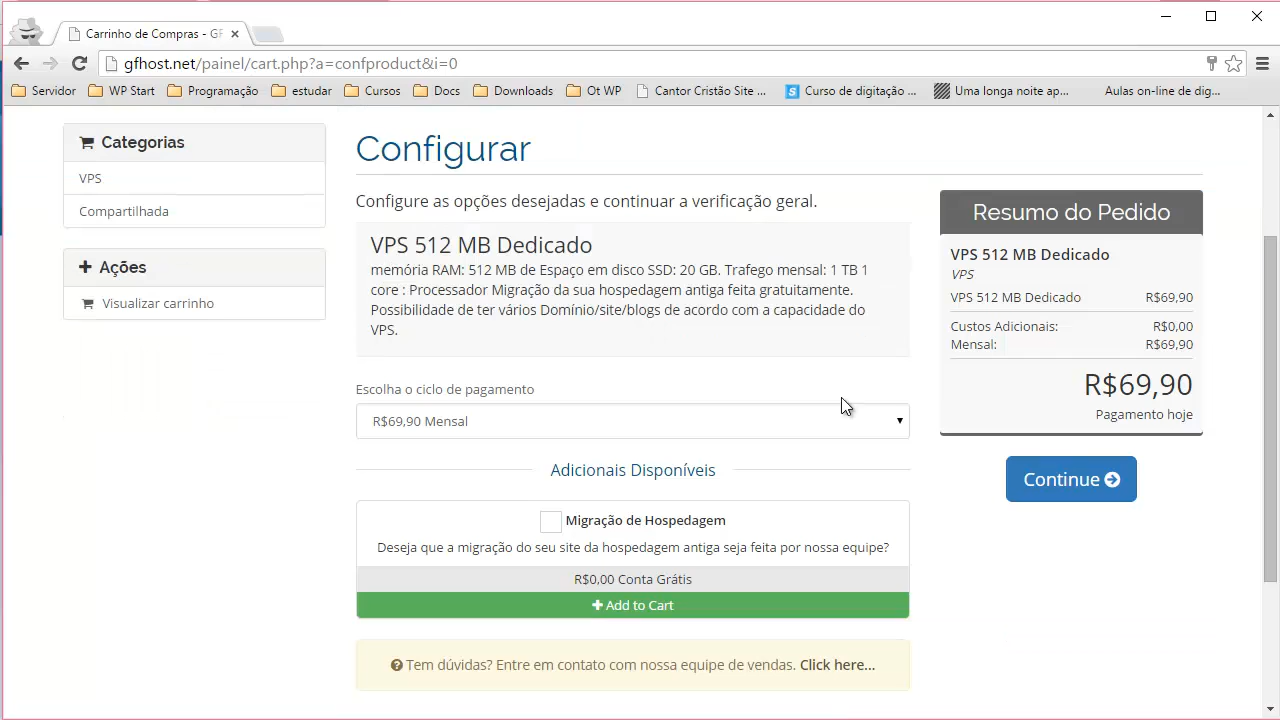 Carrinho de Compras - GF
gfhost.net/painel/cart.php?a=confproduct&i=0
Servidor
WP Start
Programação
estudar
Cursos
Docs
Downloads
Ot WP
Cantor Cristão Site ...
Curso de digitação ...
Uma longa noite ap...
Aulas on-line de dig...
Categorias
VPS
Compartilhada
Ações
Visualizar carrinho
Configurar
Configure as opções desejadas e continuar a verificação geral.
VPS 512 MB Dedicado
memória RAM: 512 MB de Espaço em disco SSD: 20 GB. Trafego mensal: 1 TB 1
core : Processador Migração da sua hospedagem antiga feita gratuitamente.
Possibilidade de ter vários Domínio/site/blogs de acordo com a capacidade do
VPS.
Escolha o ciclo de pagamento
R$69,90 Mensal
Adicionais Disponíveis
Migração de Hospedagem
Deseja que a migração do seu site da hospedagem antiga seja feita por nossa equipe?
R$0,00 Conta Grátis
Add to Cart
Tem dúvidas? Entre em contato com nossa equipe de vendas. Click here...
Resumo do Pedido
VPS 512 MB Dedicado
VPS
VPS 512 MB Dedicado R$69,90
Custos Adicionais: R$0,00
Mensal: R$69,90
R$69,90
Pagamento hoje
Continue